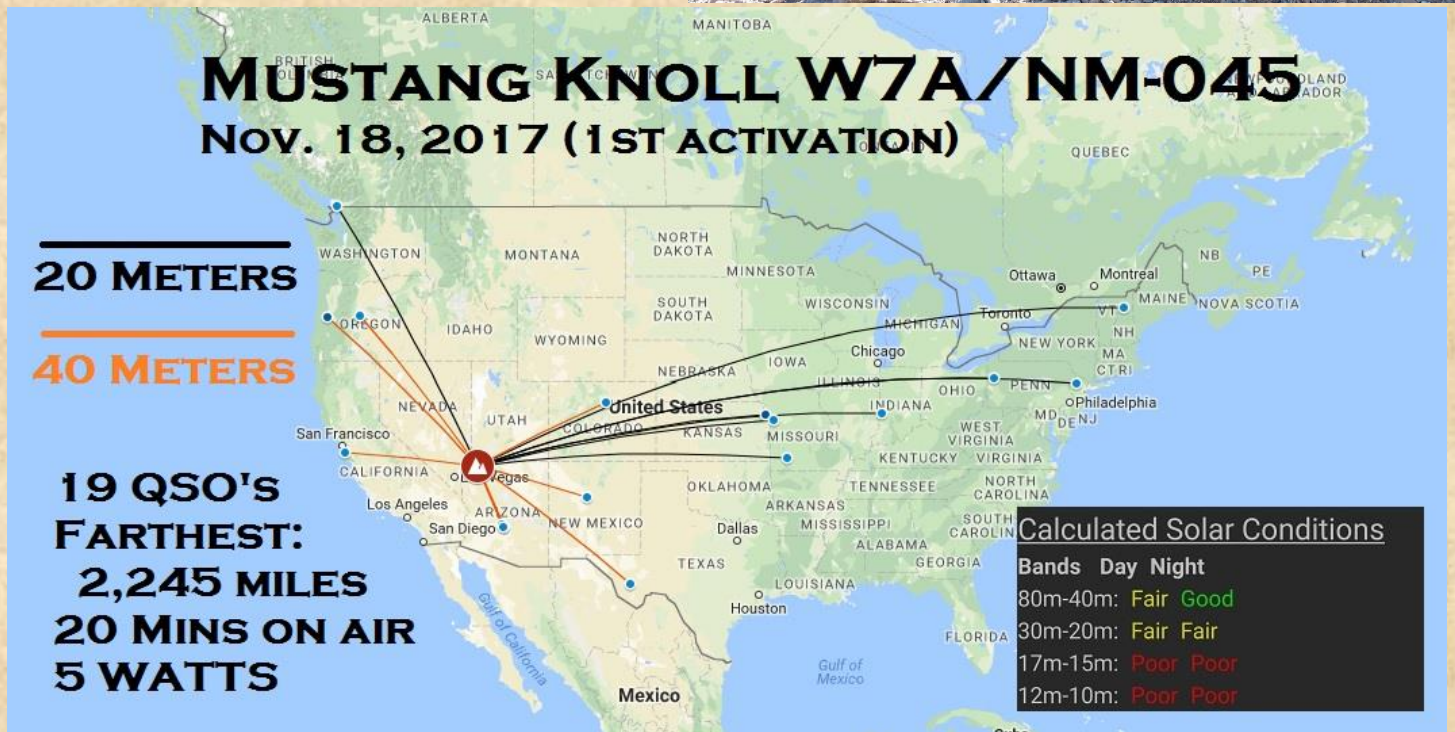 ALBERTA
MANITOBA
BRITISH
MUSTANG KNOLL W7A/NM-045
NOV. 18, 2017 (1ST ACTIVATION)
QUEBEC
20 METERS
40 METERS
WASHINGTON
MONTANA
NORTH
DAKOTA
MINNESOTA
Ottawa
Montreal
NB
PE
MAINE
NOVA SCOTIA
OREGON
IDAHO
SOUTH
DAKOTA
WISCONSIN
MICHIGAN
Toronto
VT
NH
WYOMING
NEW YORK
MA
CT RI
NEBRASKA
IOWA
Chicago
ILLINOIS
INDIANA
OHIO
PENN
Philadelphia
MD
DE NJ
NEVADA
UTAH
United States
COLORADO
KANSAS
MISSOURI
WEST
VIRGINIA
San Francisco
CALIFORNIA
KENTUCKY
VIRGINIA
Los Angeles
ARIZONA
NEW MEXICO
OKLAHOMA
ARKANSAS
TENNESSEE
NORTH
CAROLINA
San Diego
Dallas
MISSISSIPPI
ALABAMA
GEORGIA
SOUTH
TEXAS
LOUISIANA
Houston
FLORIDA
Gulf of California
Gulf of
Mexico
Mexico
19 QSO'S
FARTHEST:
2,245 MILES
20 MINS ON AIR
5 WATTS
Calculated Solar Conditions
Bands Day Night
80m-40m: Fair Good
30m-20m: Fair Fair
17m-15m: Poor Poor
12m-10m: Poor Poor